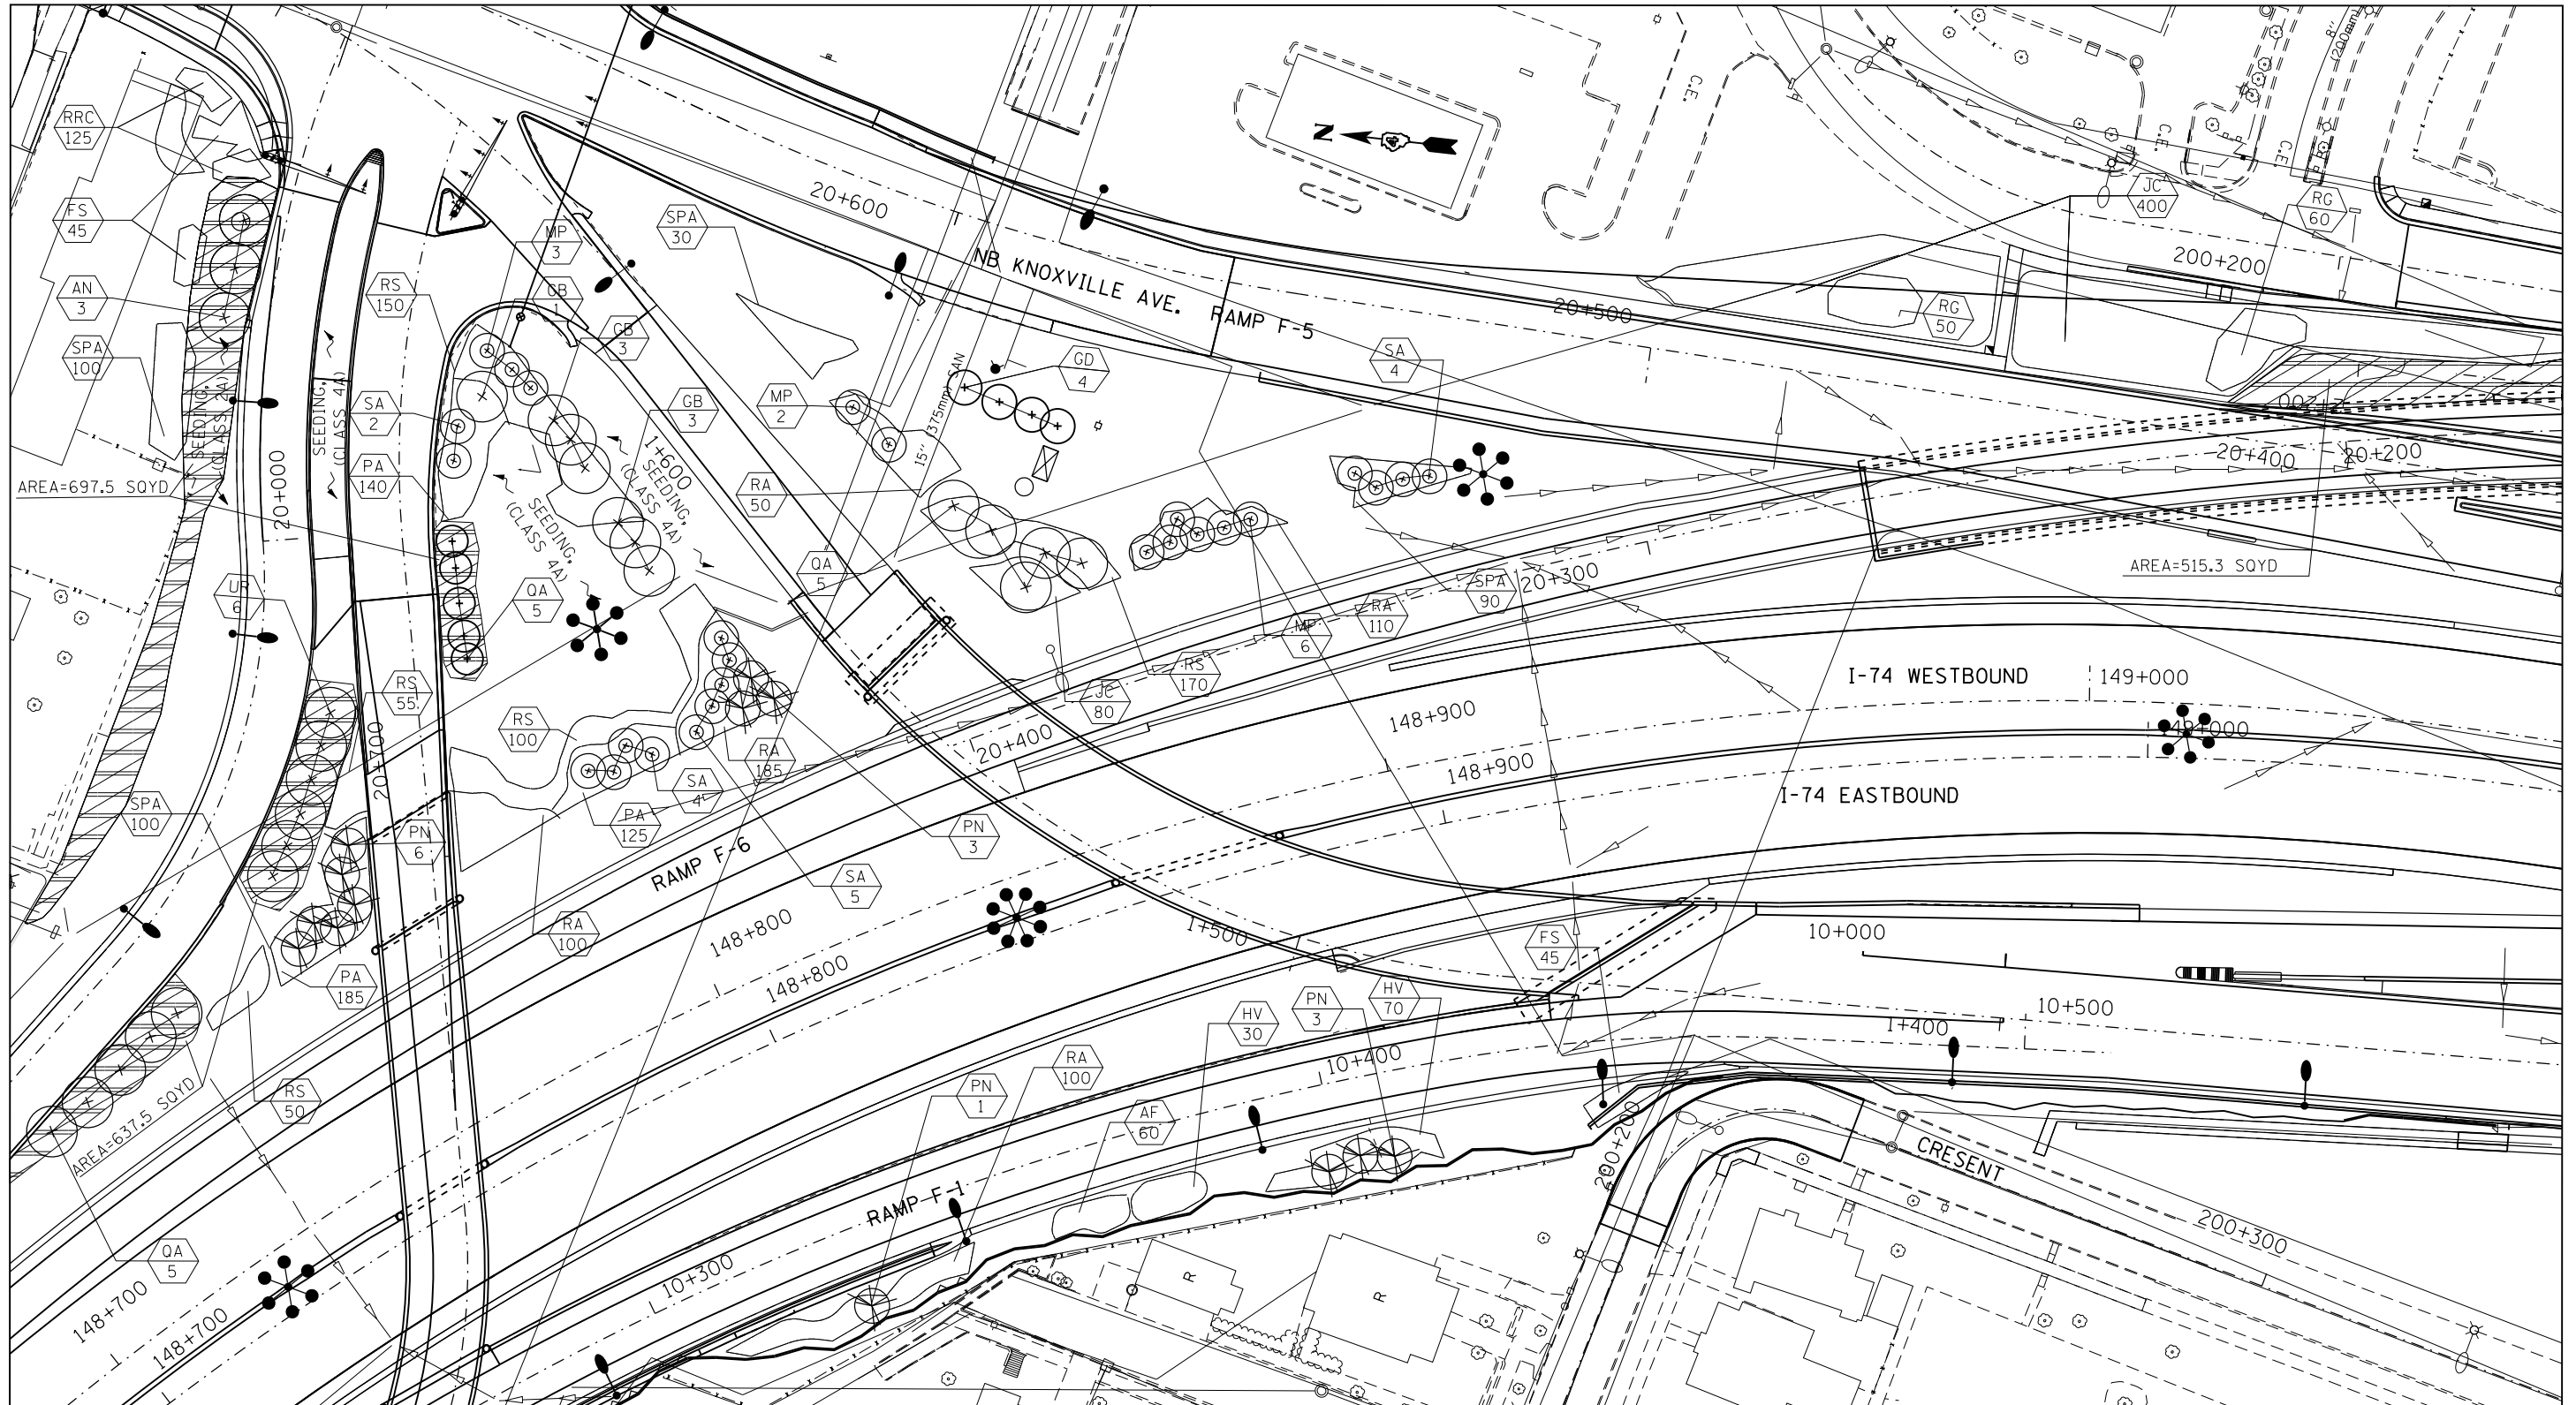 8"
(200mm)
C.E.
RRC
125
N
C.E.
C.E.
JC
400
FS
45
SPA
30
20+600
RG
60
MP
3
NB KNOXVILLE AVE. RAMP F-5
200+200
AN
3
RS
150
GB
1
20+500
RG
50
SPA
100
GB
3
SA
4
GD
4
SEEDING,
(CLASS 2A)
SEEDING,
(CLASS 4A)
SA
2
GB
3
MP
2
15" (375mm) SAN
1+600
SEEDING,
(CLASS 4A)
20+400
20+200
AREA=697.5 SQYD
PA
140
RA
50
20+000
SEEDING,
(CLASS 4A)
QA
5
AREA=515.3 SQYD
UR
6
QA
5
SPA
90
20+300
RA
110
MP
6
RS
170
I-74 WESTBOUND
149+000
RS
55
JC
80
148+900
RS
100
20+700
20+400
RA
185
148+900
I-74 EASTBOUND
SA
4
SPA
100
PA
125
PN
6
PN
3
RAMP F-6
SA
5
RA
100
148+800
1+500
FS
45
10+000
148+800
PA
185
HV
70
PN
3
HV
30
10+500
1+400
10+400
RA
100
RS
50
PN
1
AF
60
AREA=637.5 SQYD
CRESENT
RAMP F-1
200+300
QA
5
10+300
R
R
148+700
148+700